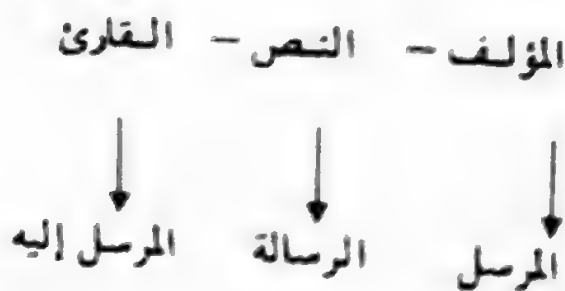 المؤلف - النص - القارئ
المرسل الرسالة المرسل إليه